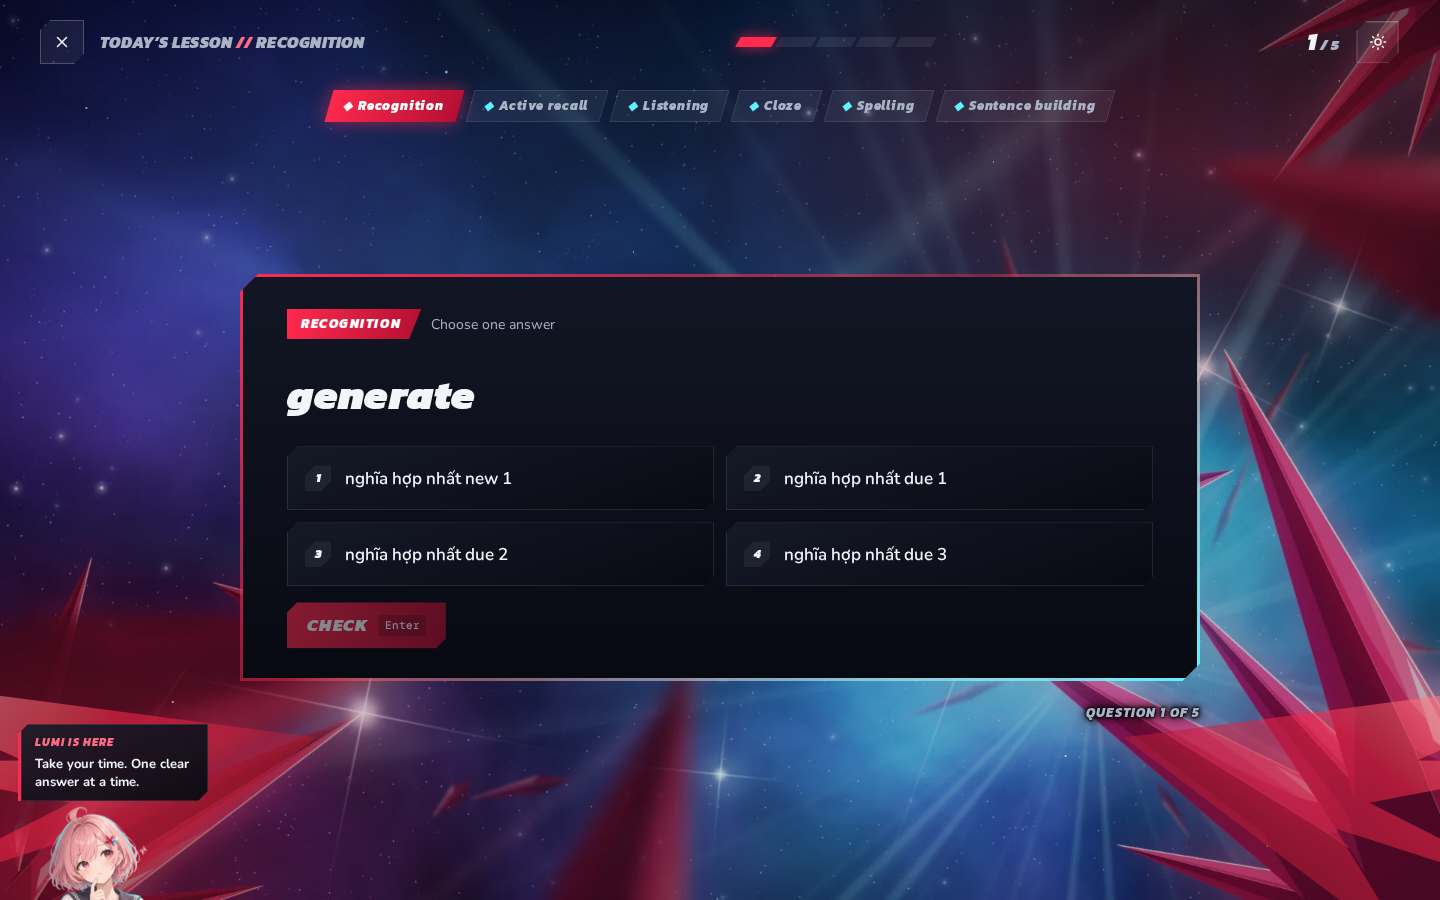 TODAY'S LESSON // RECOGNITION
1 / 5
Recognition
Active recall
Listening
Cloze
Spelling
Sentence building
RECOGNITION Choose one answer
generate
1 nghĩa hợp nhất new 1
2 nghĩa hợp nhất due 1
3 nghĩa hợp nhất due 2
4 nghĩa hợp nhất due 3
CHECK Enter
QUESTION 1 OF 5
LUMI IS HERE
Take your time. One clear
answer at a time.